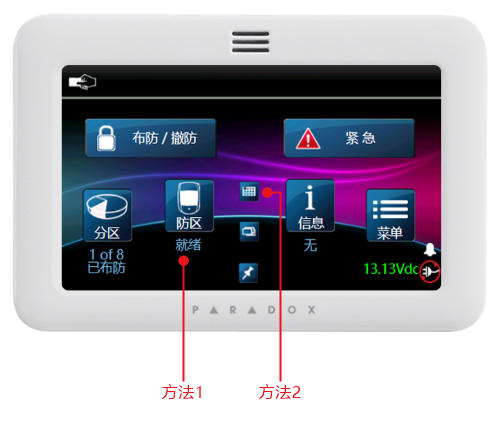 布防 / 撤防
紧 急
分区
防区
信息
菜单
1 of 8
已布防
就绪
无
13.13Vdc
PARADOX
方法1
方法2